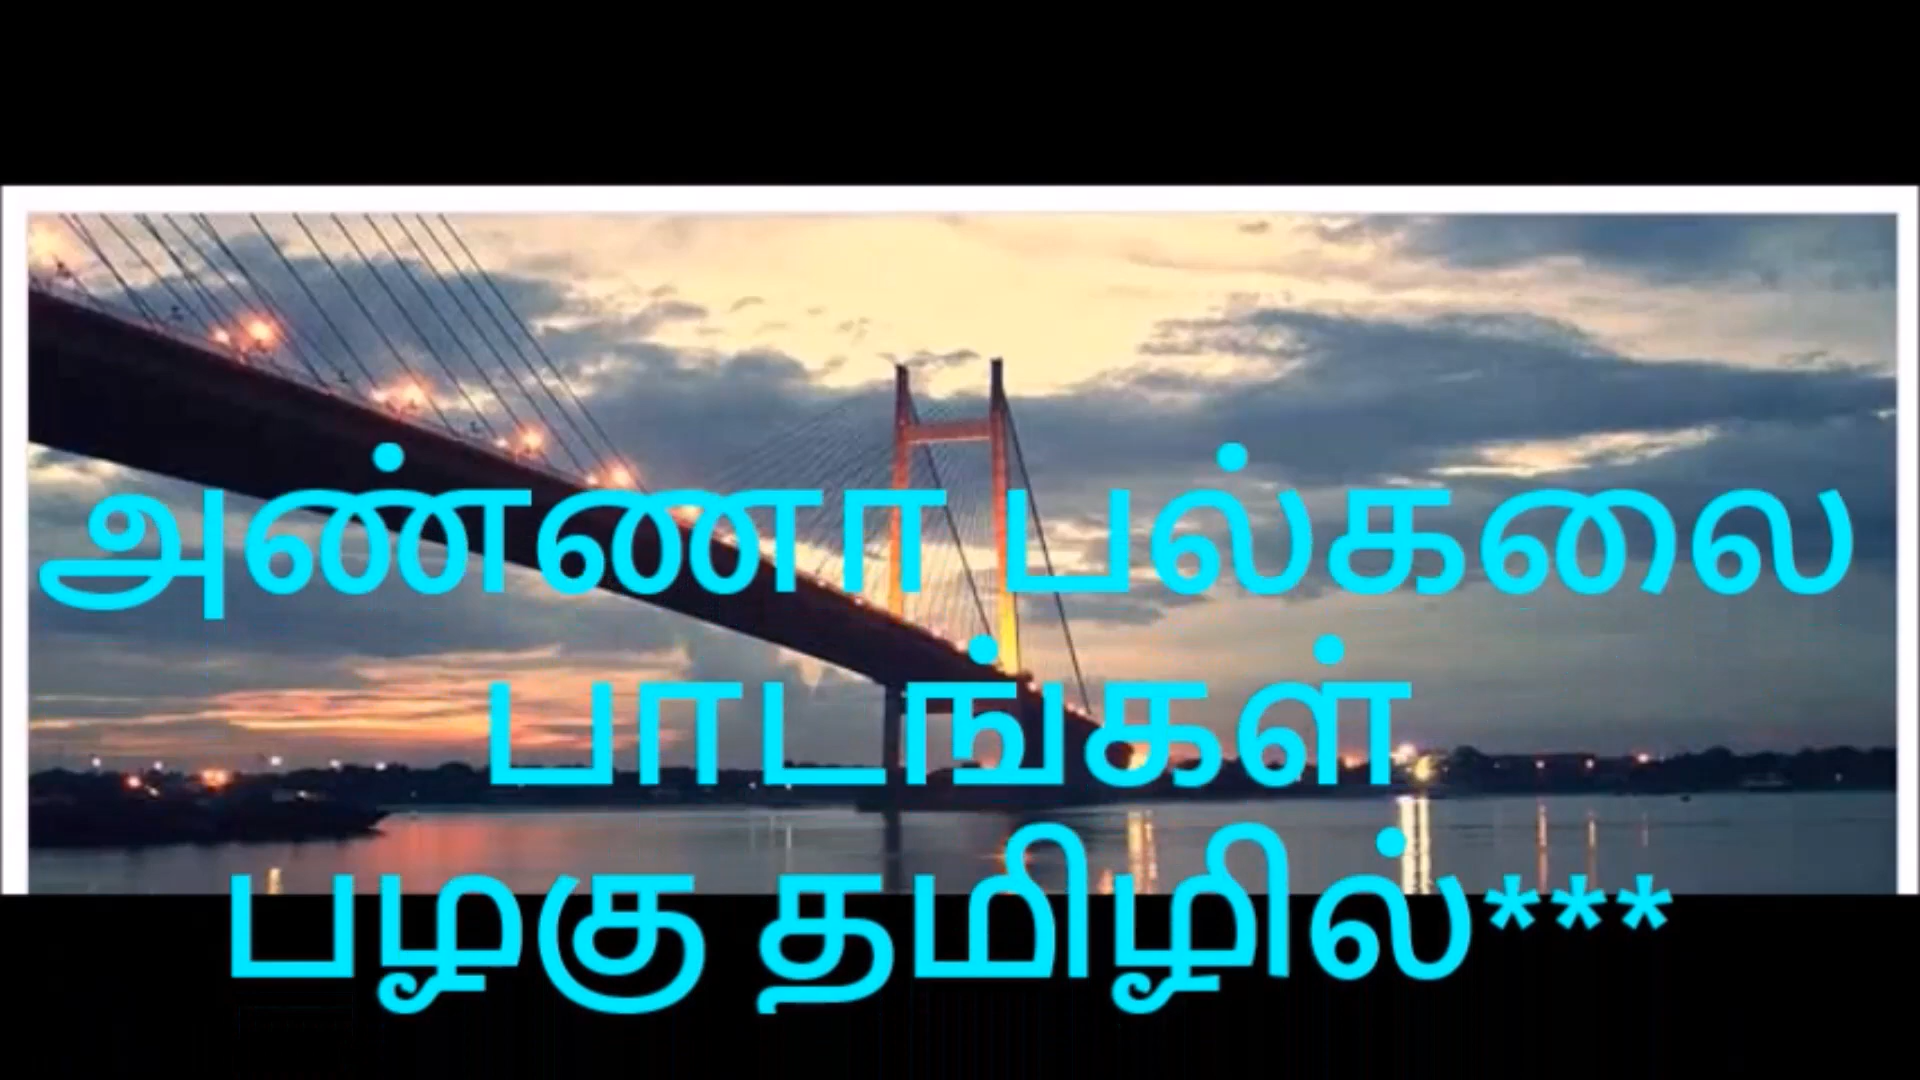 அண்ணா பல்கலை
பாடங்கள்
பழகு தமிழில்***